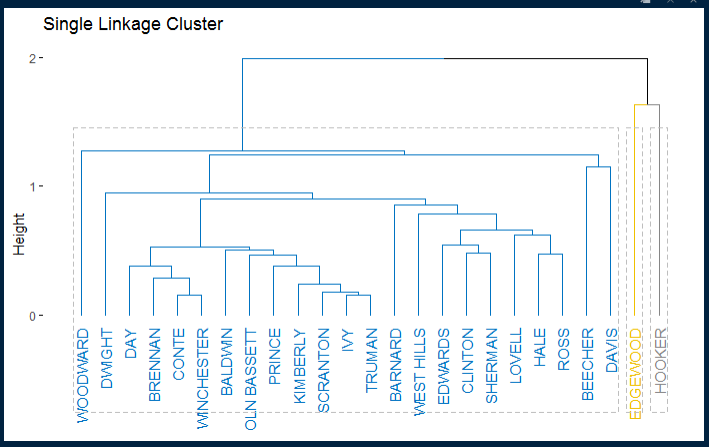 Single Linkage Cluster
2
1
0
Height
WOODWARD
DWIGHT
DAY
BRENNAN
CONTE
WINCHESTER
BALDWIN
OLN BASSETT
PRINCE
KIMBERLY
SCRANTON
IVY
TRUMAN
BARNARD
WEST HILLS
EDWARDS
CLINTON
SHERMAN
LOVELL
HALE
ROSS
BEECHER
DAVIS
EDGEWOOD
HOOKER